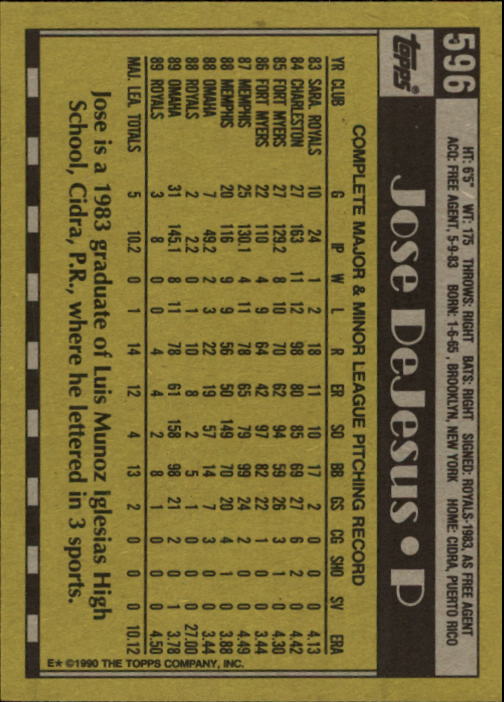 596
HT: 6'5" WT: 175 THROWS: RIGHT BATS: RIGHT SIGNED: ROYALS-1983, AS FREE AGENT
ACQ: FREE AGENT, 5-9-83 BORN: 1-6-65, BROOKLYN, NEW YORK HOME: CIDRA, PUERTO RICO
topps®
Jose DeJesus • P
COMPLETE MAJOR & MINOR LEAGUE PITCHING RECORD
YR CLUB G IP W L R ER SO BB GS CG SHO SV ERA
83 SARA. ROYALS 10 24 1 2 18 11 10 17 2 0 0 0 4.13
84 CHARLESTON 27 163 11 12 98 80 85 69 27 6 2 0 4.42
85 FORT MYERS 27 129.2 8 10 70 62 94 59 26 3 1 0 4.30
86 FORT MYERS 22 110 4 9 64 42 97 82 22 1 0 0 3.44
87 MEMPHIS 25 130.1 4 11 78 65 79 99 24 2 0 0 4.49
88 MEMPHIS 20 116 9 9 56 50 149 70 20 4 1 0 3.88
88 OMAHA 7 49.2 2 3 22 19 57 14 7 3 0 0 3.44
88 ROYALS 2 2.2 0 1 10 8 2 5 1 0 0 0 27.00
89 OMAHA 31 145.1 8 11 78 61 158 98 21 2 0 1 3.78
89 ROYALS 3 8 0 0 4 4 2 8 1 0 0 0 4.50
MAJ. LEA. TOTALS 5 10.2 0 1 14 12 4 13 2 0 0 0 10.12
Jose is a 1983 graduate of Luis Munoz Iglesias High
School, Cidra, P.R., where he lettered in 3 sports.
E★ ©1990 THE TOPPS COMPANY, INC.